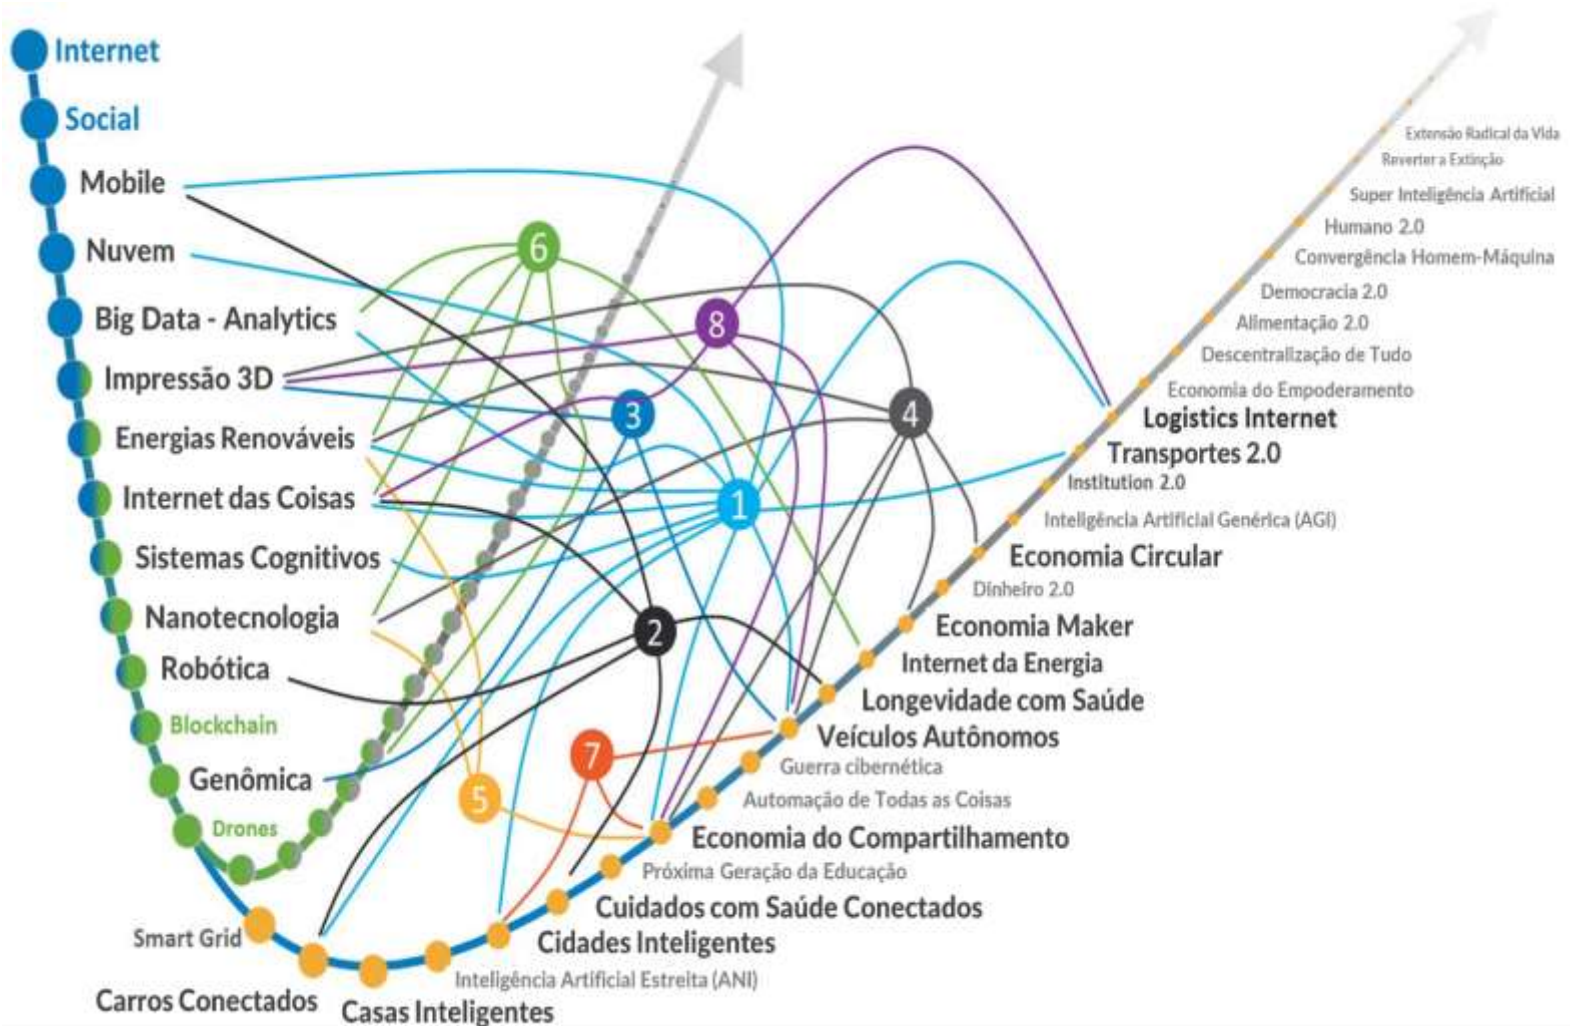 Internet
Social
Mobile
Nuvem
Big Data - Analytics
Impressão 3D
Energias Renováveis
Internet das Coisas
Sistemas Cognitivos
Nanotecnologia
Robótica
Blockchain
Genômica
Drones
Smart Grid
Carros Conectados
Casas Inteligentes
Inteligência Artificial Estreita (ANI)
Cidades Inteligentes
Cuidados com Saúde Conectados
Próxima Geração da Educação
Economia do Compartilhamento
Automação de Todas as Coisas
Guerra cibernética
Veículos Autônomos
Longevidade com Saúde
Internet da Energia
Economia Maker
Dinheiro 2.0
Economia Circular
Inteligência Artificial Genérica (AGI)
Institution 2.0
Transportes 2.0
Logistics Internet
Economia do Empoderamento
Descentralização de Tudo
Alimentação 2.0
Democracia 2.0
Convergência Homem-Máquina
Humano 2.0
Super Inteligência Artificial
Reverter a Extinção
Extensão Radical da Vida
6
8
3
4
1
2
7
5